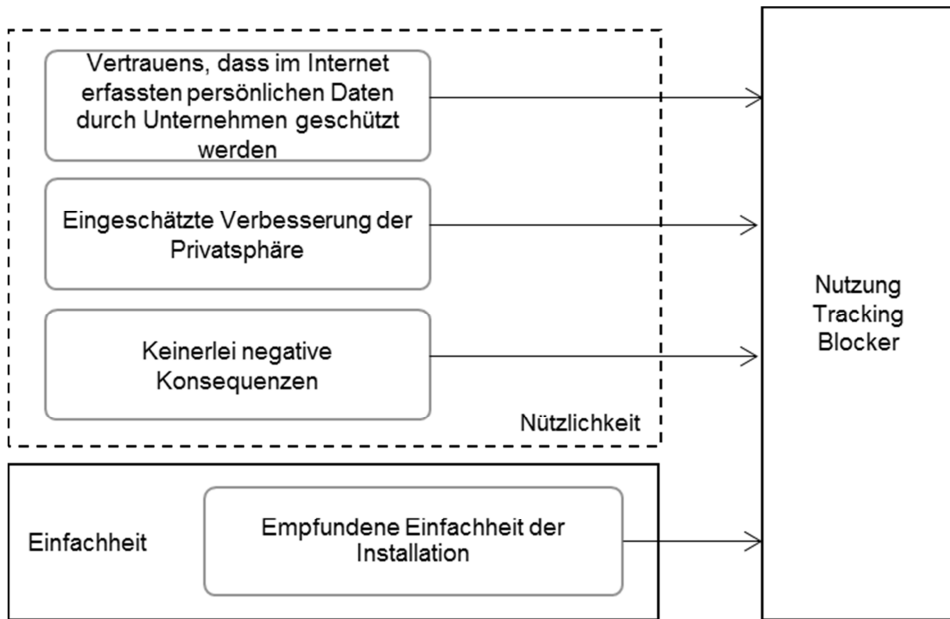 Vertrauens, dass im Internet
erfassten persönlichen Daten
durch Unternehmen geschützt
werden
Eingeschätzte Verbesserung der
Privatsphäre
Keinerlei negative
Konsequenzen
Nützlichkeit
Einfachheit
Empfundene Einfachheit der
Installation
Nutzung
Tracking
Blocker